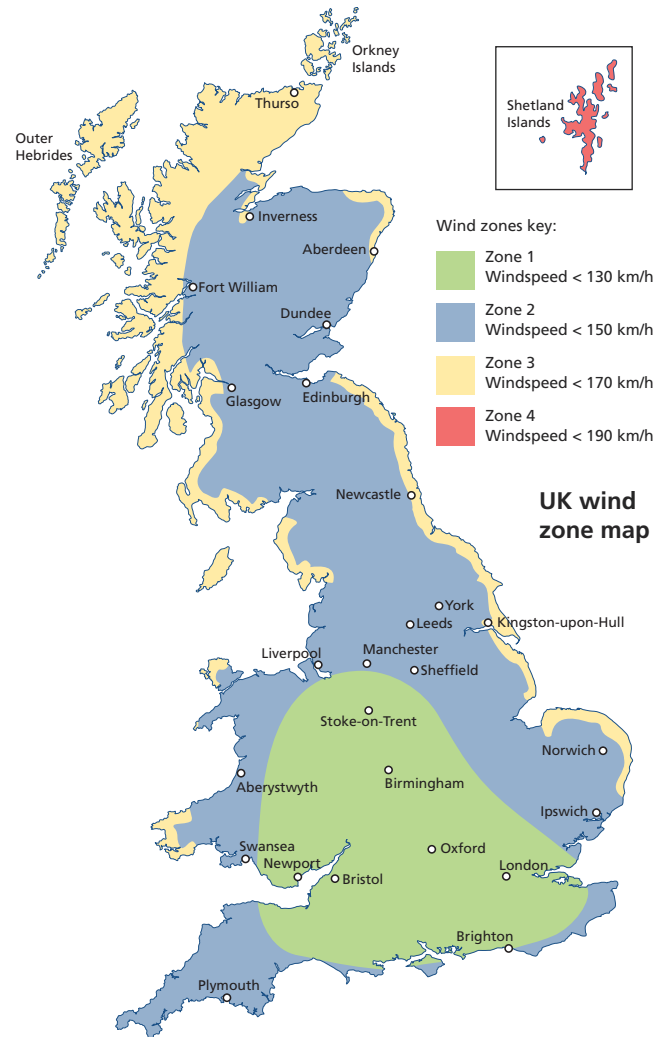 Orkney
Islands
Thurso
Outer
Hebrides
Shetland
Islands
Inverness
Aberdeen
Fort William
Dundee
Glasgow
Edinburgh
Wind zones key:
Zone 1
Windspeed < 130 km/h
Zone 2
Windspeed < 150 km/h
Zone 3
Windspeed < 170 km/h
Zone 4
Windspeed < 190 km/h
UK wind
zone map
Newcastle
York
Leeds
Kingston-upon-Hull
Liverpool
Manchester
Sheffield
Stoke-on-Trent
Norwich
Aberystwyth
Birmingham
Ipswich
Swansea
Newport
Oxford
Bristol
London
Brighton
Plymouth